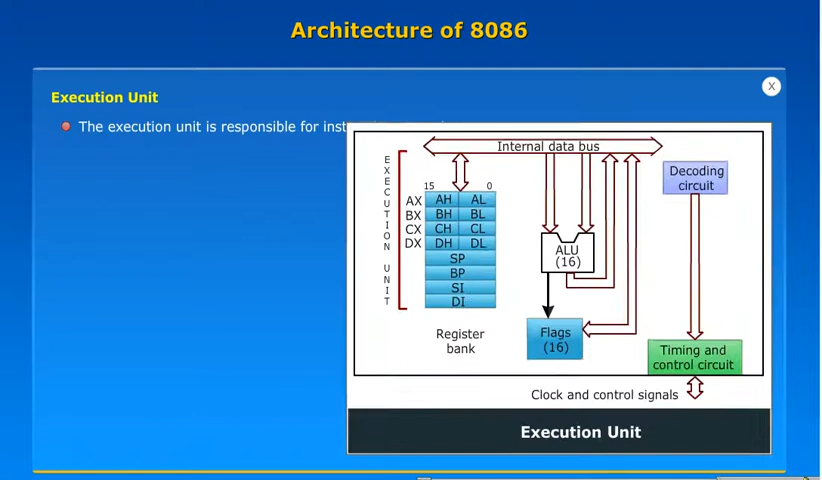 Architecture of 8086
X
Execution Unit
The execution unit is responsible for
Internal data bus
EXECUTION UNIT
15 0
AX AH AL
BX BH BL
CX CH CL
DX DH DL
SP
BP
SI
DI
Register
bank
ALU
(16)
Flags
(16)
Decoding
circuit
Timing and
control circuit
Clock and control signals
Execution Unit